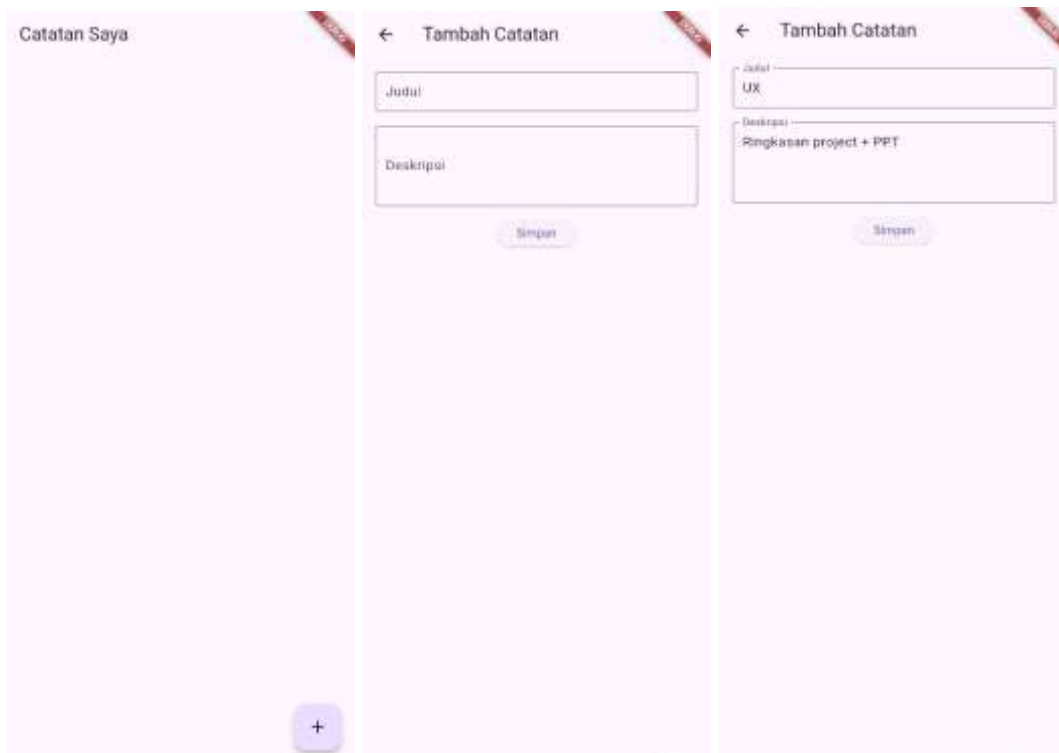 Catatan Saya
+
Tambah Catatan
Judul
Deskripsi
Simpan
Tambah Catatan
Judul
UX
Deskripsi
Ringkasan project + PPT
Simpan